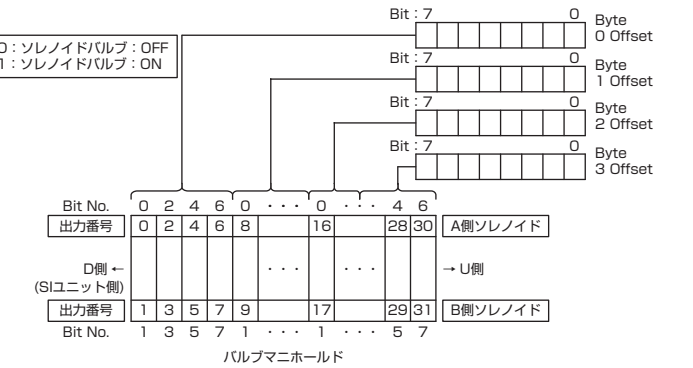 Bit：7 0 Byte 0 Offset
0：ソレノイドバルブ：OFF
1：ソレノイドバルブ：ON
Bit：7 0 Byte 1 Offset
Bit：7 0 Byte 2 Offset
Bit：7 0 Byte 3 Offset
Bit No. 0 2 4 6 0 ・・・ 0 ・・・ 4 6
出力番号 0 2 4 6 8 16 28 30 A側ソレノイド
D側 ← ・・・ ・・・ → U側
(SIユニット側)
出力番号 1 3 5 7 9 17 29 31 B側ソレノイド
Bit No. 1 3 5 7 1 ・・・ 1 ・・・ 5 7
バルブマニホールド